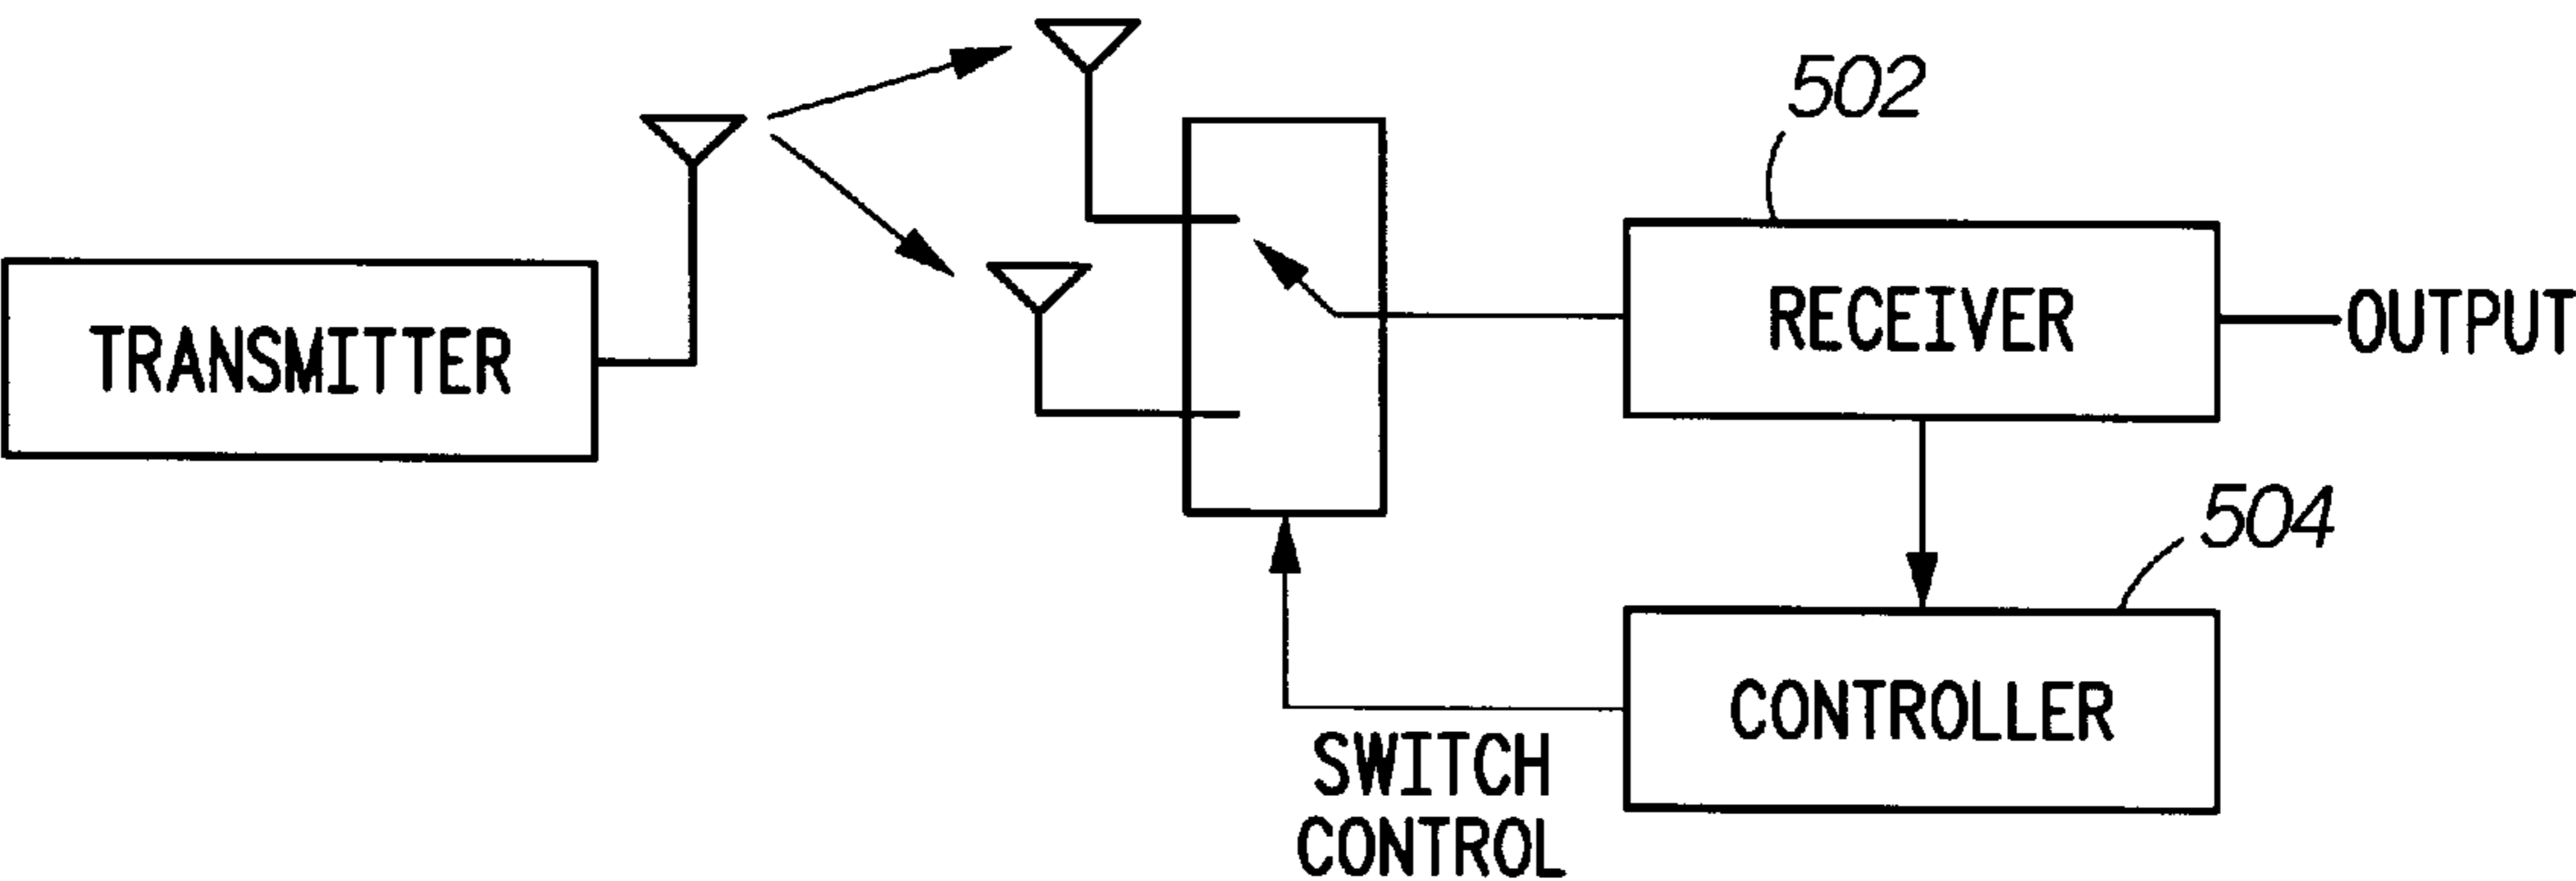 502
TRANSMITTER
RECEIVER
OUTPUT
504
CONTROLLER
SWITCH
CONTROL